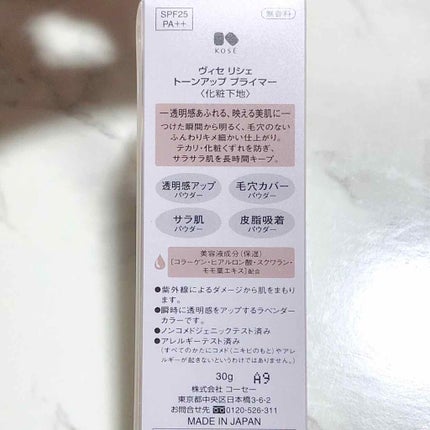 SPF25
PA++
KOSÉ
無香料
ヴィセ リシェ
トーンアップ プライマー
〈化粧下地〉
―透明感あふれる、映える美肌に―
つけた瞬間から明るく、毛穴のない
ふんわりキメ細かい仕上がり。
テカリ・化粧くずれを防ぎ、
サラサラ肌を長時間キープ。
透明感アップ
パウダー
毛穴カバー
パウダー
サラ肌
パウダー
皮脂吸着
パウダー
美容液成分(保湿)
[コラーゲン・ヒアルロン酸・スクワラン・
モモ葉エキス]配合
●紫外線によるダメージから肌をまもり
ます。
●瞬時に透明感をアップするラベンダー
カラーです。
●ノンコメドジェニックテスト済み
●アレルギーテスト済み
(すべてのかたにコメド(ニキビのもと)やアレ
ルギーが起きないというわけではありません。)
30g A9
株式会社 コーセー
東京都中央区日本橋3-6-2
お問合せ先 0120-526-311
MADE IN JAPAN